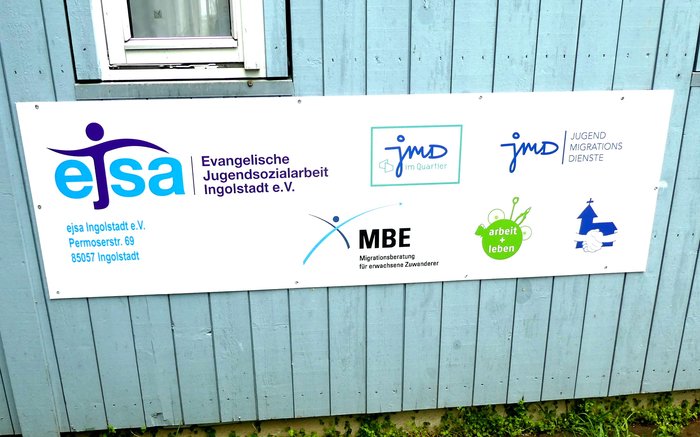 ejsa
Evangelische
Jugendsozialarbeit
Ingolstadt e.V.
ejsa Ingolstadt e.V.
Permoserstr. 69
85057 Ingolstadt
jmD
im Quartier
jmD
JUGEND
MIGRATIONS
DIENSTE
MBE
Migrationsberatung
für erwachsene Zuwanderer
arbeit
+
leben